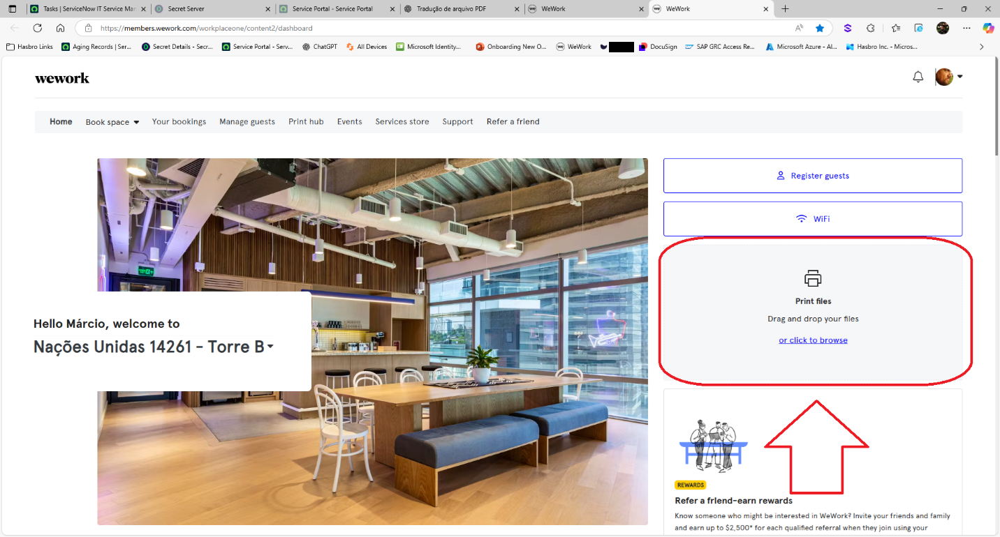 Tasks | ServiceNow IT Service Mar
Secret Server
Service Portal - Service Portal
Tradução de arquivo PDF
WeWork
WeWork
https://members.wework.com/workplaceone/content2/dashboard
Hasbro Links
Aging Records | Ser...
Secret Details - Secr...
Service Portal - Serv...
ChatGPT
All Devices
Microsoft Identity...
Onboarding New O...
WeWork
DocuSign
SAP GRC Access Re...
Microsoft Azure - Al...
Hasbro Inc. - Micros...
wework
Home
Book space
Your bookings
Manage guests
Print hub
Events
Services store
Support
Refer a friend
Register guests
WiFi
Print files
Drag and drop your files
or click to browse
Hello Márcio, welcome to
Nações Unidas 14261 - Torre B
REWARDS
Refer a friend-earn rewards
Know someone who might be interested in WeWork? Invite your friends and family
and earn up to $2,500* for each qualified referral when they join using your